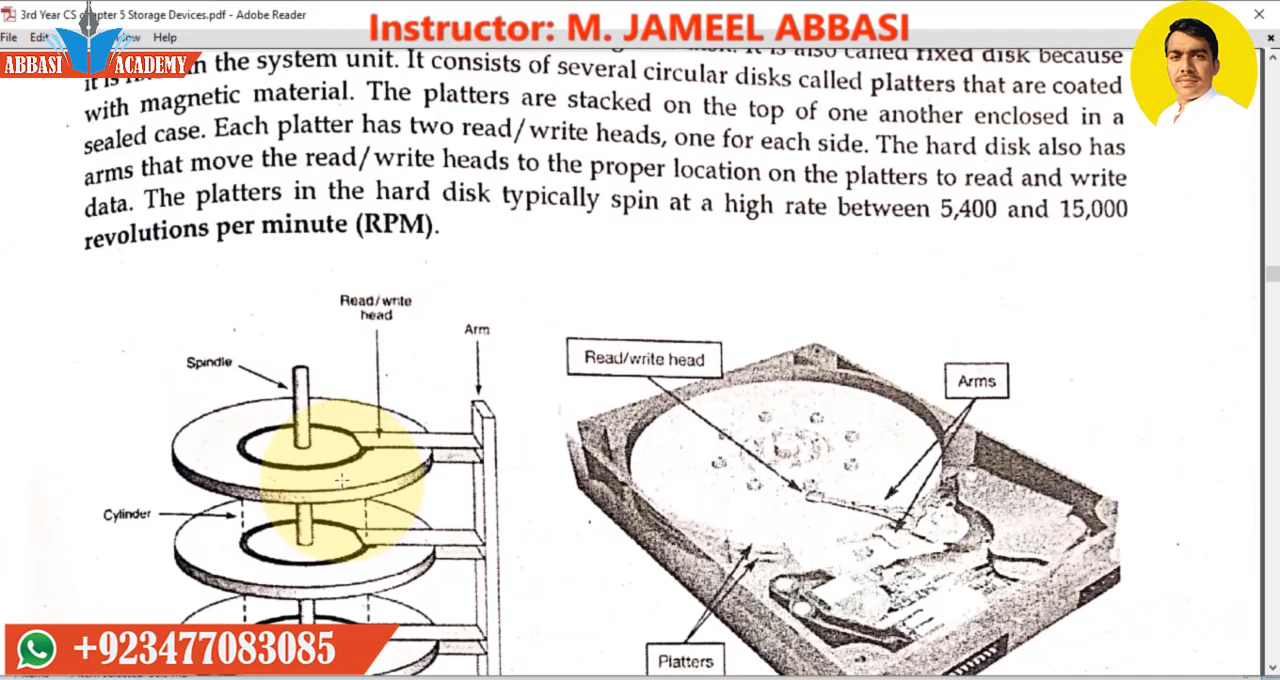 3rd Year CS chapter 5 Storage Devices.pdf - Adobe Reader
Instructor: M. JAMEEL ABBASI
File Edit Window Help
ABBASI ACADEMY
it is also called fixed disk because
it is in the system unit. It consists of several circular disks called platters that are coated
with magnetic material. The platters are stacked on the top of one another enclosed in a
sealed case. Each platter has two read/write heads, one for each side. The hard disk also has
arms that move the read/write heads to the proper location on the platters to read and write
data. The platters in the hard disk typically spin at a high rate between 5,400 and 15,000
revolutions per minute (RPM).
Read/write
head
Arm
Spindle
Cylinder
Read/write head
Arms
Platters
+923477083085